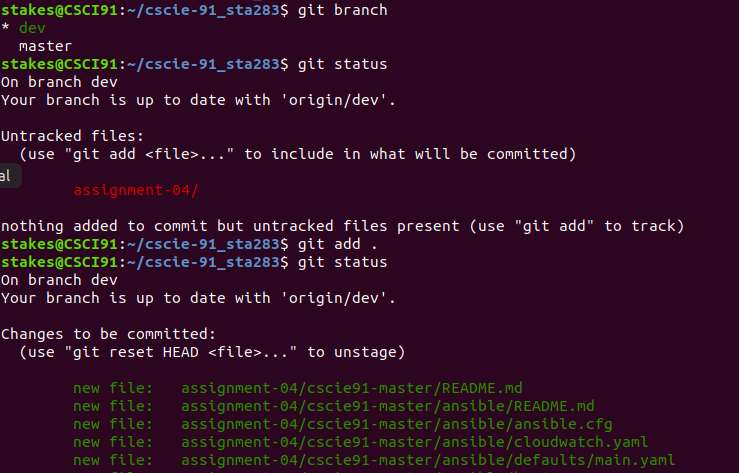 stakes@CSCI91:~/cscie-91_sta283$ git branch
* dev
  master
stakes@CSCI91:~/cscie-91_sta283$ git status
On branch dev
Your branch is up to date with 'origin/dev'.
Untracked files:
  (use "git add <file>..." to include in what will be committed)
al
        assignment-04/
nothing added to commit but untracked files present (use "git add" to track)
stakes@CSCI91:~/cscie-91_sta283$ git add .
stakes@CSCI91:~/cscie-91_sta283$ git status
On branch dev
Your branch is up to date with 'origin/dev'.
Changes to be committed:
  (use "git reset HEAD <file>..." to unstage)
        new file:   assignment-04/cscie91-master/README.md
        new file:   assignment-04/cscie91-master/ansible/README.md
        new file:   assignment-04/cscie91-master/ansible/ansible.cfg
        new file:   assignment-04/cscie91-master/ansible/cloudwatch.yaml
        new file:   assignment-04/cscie91-master/ansible/defaults/main.yaml